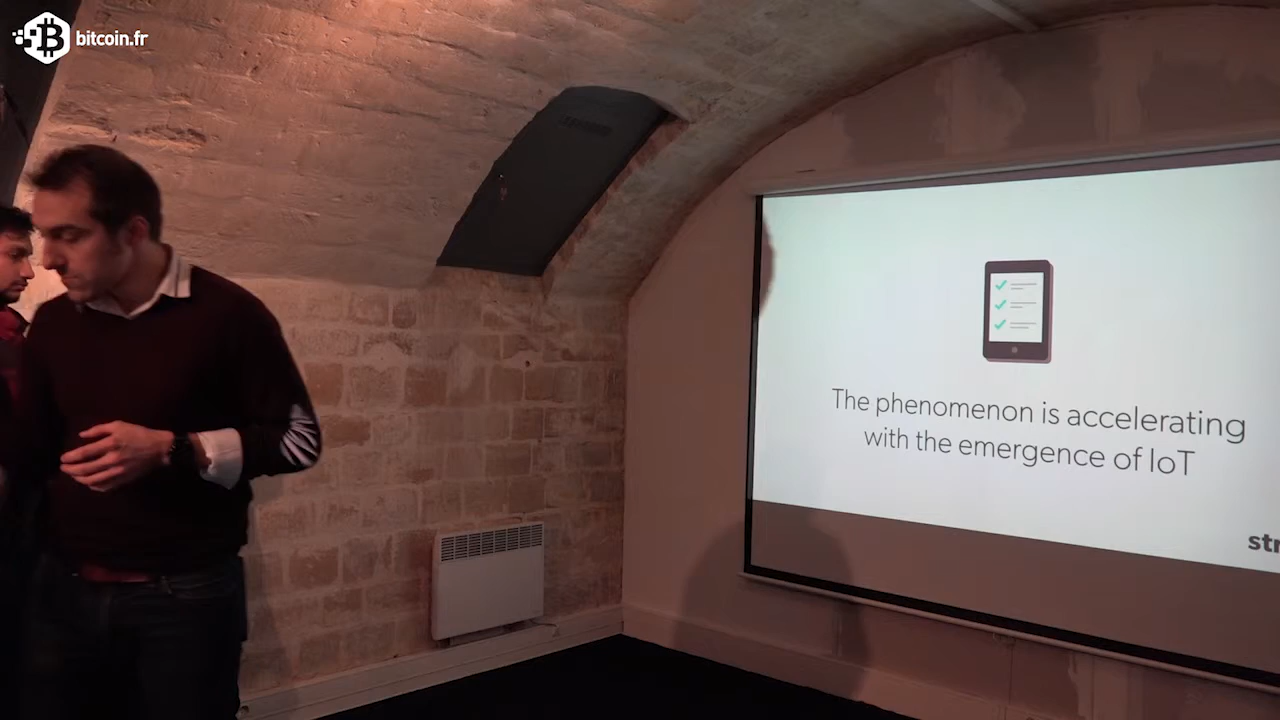 bitcoin.fr
The phenomenon is accelerating
with the emergence of IoT